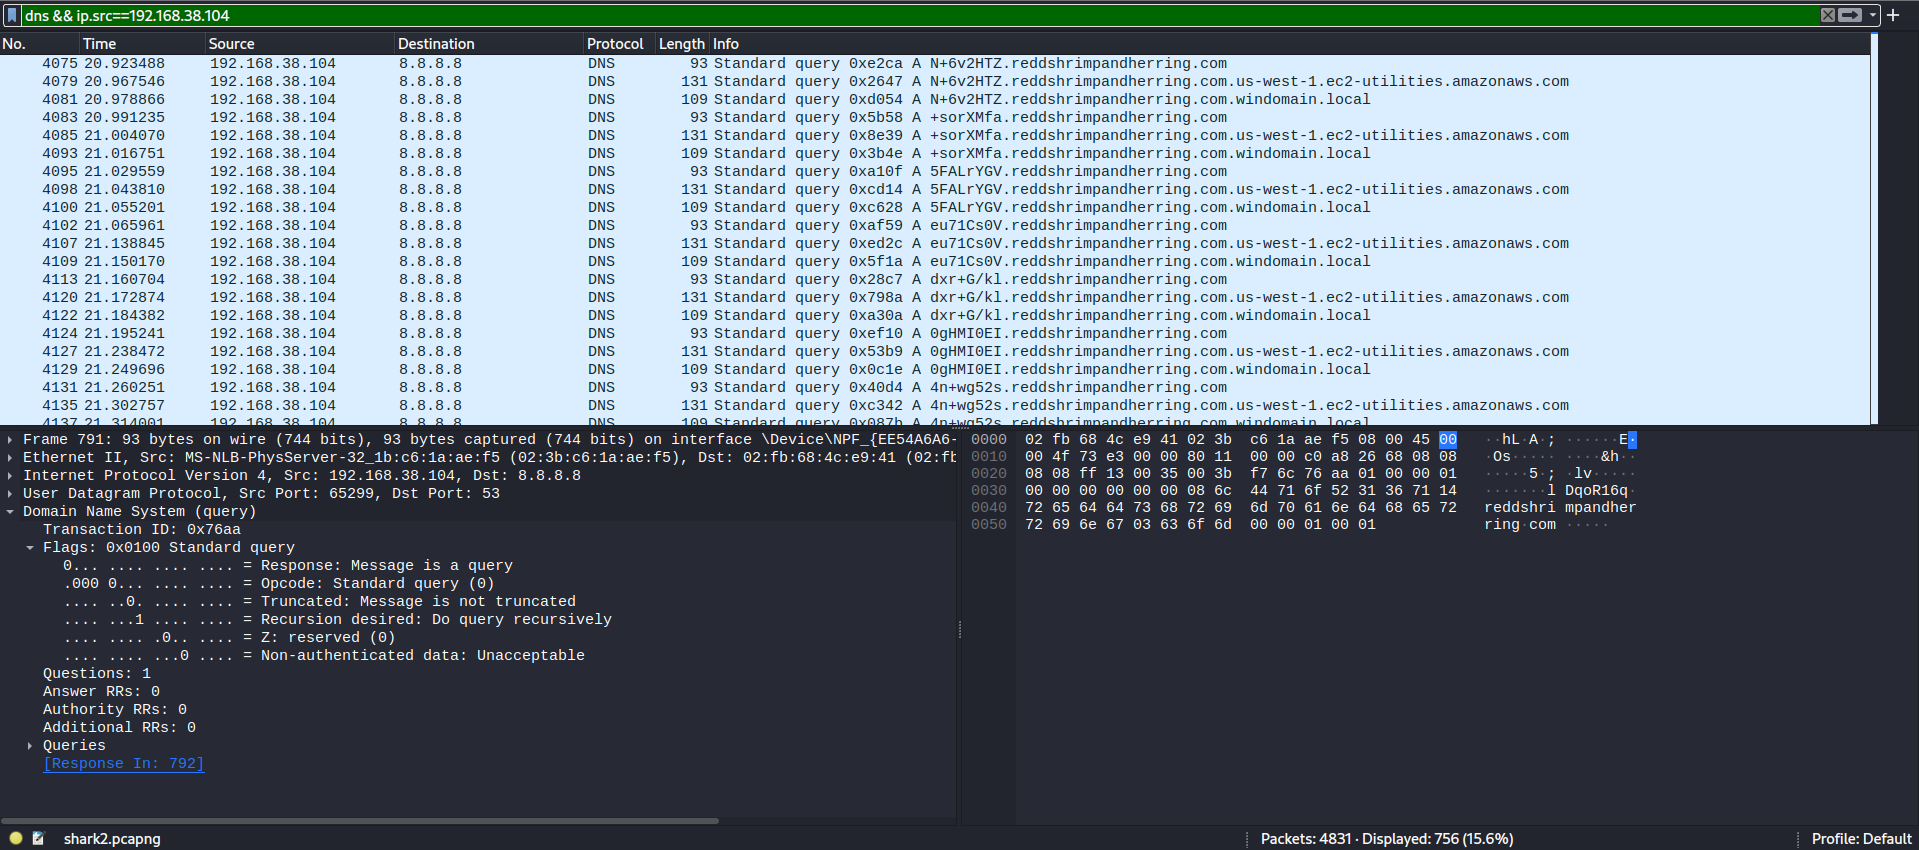 dns && ip.src==192.168.38.104
No. Time Source Destination Protocol Length Info
4075 20.923488 192.168.38.104 8.8.8.8 DNS 93 Standard query 0xe2ca A N+6v2HTZ.reddshrimpandherring.com
4079 20.967546 192.168.38.104 8.8.8.8 DNS 131 Standard query 0x2647 A N+6v2HTZ.reddshrimpandherring.com.us-west-1.ec2-utilities.amazonaws.com
4081 20.978866 192.168.38.104 8.8.8.8 DNS 109 Standard query 0xd054 A N+6v2HTZ.reddshrimpandherring.com.windomain.local
4083 20.991235 192.168.38.104 8.8.8.8 DNS 93 Standard query 0x5b58 A +sorXMfa.reddshrimpandherring.com
4085 21.004070 192.168.38.104 8.8.8.8 DNS 131 Standard query 0x8e39 A +sorXMfa.reddshrimpandherring.com.us-west-1.ec2-utilities.amazonaws.com
4093 21.016751 192.168.38.104 8.8.8.8 DNS 109 Standard query 0x3b4e A +sorXMfa.reddshrimpandherring.com.windomain.local
4095 21.029559 192.168.38.104 8.8.8.8 DNS 93 Standard query 0xa10f A 5FALrYGV.reddshrimpandherring.com
4098 21.043810 192.168.38.104 8.8.8.8 DNS 131 Standard query 0xcd14 A 5FALrYGV.reddshrimpandherring.com.us-west-1.ec2-utilities.amazonaws.com
4100 21.055201 192.168.38.104 8.8.8.8 DNS 109 Standard query 0xc628 A 5FALrYGV.reddshrimpandherring.com.windomain.local
4102 21.065961 192.168.38.104 8.8.8.8 DNS 93 Standard query 0xaf59 A eu71Cs0V.reddshrimpandherring.com
4107 21.138845 192.168.38.104 8.8.8.8 DNS 131 Standard query 0xed2c A eu71Cs0V.reddshrimpandherring.com.us-west-1.ec2-utilities.amazonaws.com
4109 21.150170 192.168.38.104 8.8.8.8 DNS 109 Standard query 0x5f1a A eu71Cs0V.reddshrimpandherring.com.windomain.local
4113 21.160704 192.168.38.104 8.8.8.8 DNS 93 Standard query 0x28c7 A dxr+G/kl.reddshrimpandherring.com
4120 21.172874 192.168.38.104 8.8.8.8 DNS 131 Standard query 0x798a A dxr+G/kl.reddshrimpandherring.com.us-west-1.ec2-utilities.amazonaws.com
4122 21.184382 192.168.38.104 8.8.8.8 DNS 109 Standard query 0xa30a A dxr+G/kl.reddshrimpandherring.com.windomain.local
4124 21.195241 192.168.38.104 8.8.8.8 DNS 93 Standard query 0xef10 A 0gHMI0EI.reddshrimpandherring.com
4127 21.238472 192.168.38.104 8.8.8.8 DNS 131 Standard query 0x53b9 A 0gHMI0EI.reddshrimpandherring.com.us-west-1.ec2-utilities.amazonaws.com
4129 21.249696 192.168.38.104 8.8.8.8 DNS 109 Standard query 0x0c1e A 0gHMI0EI.reddshrimpandherring.com.windomain.local
4131 21.260251 192.168.38.104 8.8.8.8 DNS 93 Standard query 0x40d4 A 4n+wg52s.reddshrimpandherring.com
4135 21.302757 192.168.38.104 8.8.8.8 DNS 131 Standard query 0xc342 A 4n+wg52s.reddshrimpandherring.com.us-west-1.ec2-utilities.amazonaws.com
4137 21.314001 192.168.38.104 8.8.8.8 DNS 109 Standard query 0x087b A 4n+wg52s.reddshrimpandherring.com.windomain.local
Frame 791: 93 bytes on wire (744 bits), 93 bytes captured (744 bits) on interface \Device\NPF_{EE54A6A6-
Ethernet II, Src: MS-NLB-PhysServer-32_1b:c6:1a:ae:f5 (02:3b:c6:1a:ae:f5), Dst: 02:fb:68:4c:e9:41 (02:fb
Internet Protocol Version 4, Src: 192.168.38.104, Dst: 8.8.8.8
User Datagram Protocol, Src Port: 65299, Dst Port: 53
Domain Name System (query)
Transaction ID: 0x76aa
Flags: 0x0100 Standard query
0... .... .... .... = Response: Message is a query
.000 0... .... .... = Opcode: Standard query (0)
.... ..0. .... .... = Truncated: Message is not truncated
.... ...1 .... .... = Recursion desired: Do query recursively
.... .... .0.. .... = Z: reserved (0)
.... .... ...0 .... = Non-authenticated data: Unacceptable
Questions: 1
Answer RRs: 0
Authority RRs: 0
Additional RRs: 0
Queries
[Response In: 792]
0000 02 fb 68 4c e9 41 02 3b c6 1a ae f5 08 00 45 00 ··hL·A·; ······E·
0010 00 4f 73 e3 00 00 80 11 00 00 c0 a8 26 68 08 08 ·Os····· ····&h··
0020 08 08 ff 13 00 35 00 3b f7 6c 76 aa 01 00 00 01 ·····5·; ·lv·····
0030 00 00 00 00 00 00 08 6c 44 71 6f 52 31 36 71 14 ·······l DqoR16q·
0040 72 65 64 64 73 68 72 69 6d 70 61 6e 64 68 65 72 reddshri mpandher
0050 72 69 6e 67 03 63 6f 6d 00 00 01 00 01 ring·com ·····
shark2.pcapng
Packets: 4831 · Displayed: 756 (15.6%)
Profile: Default